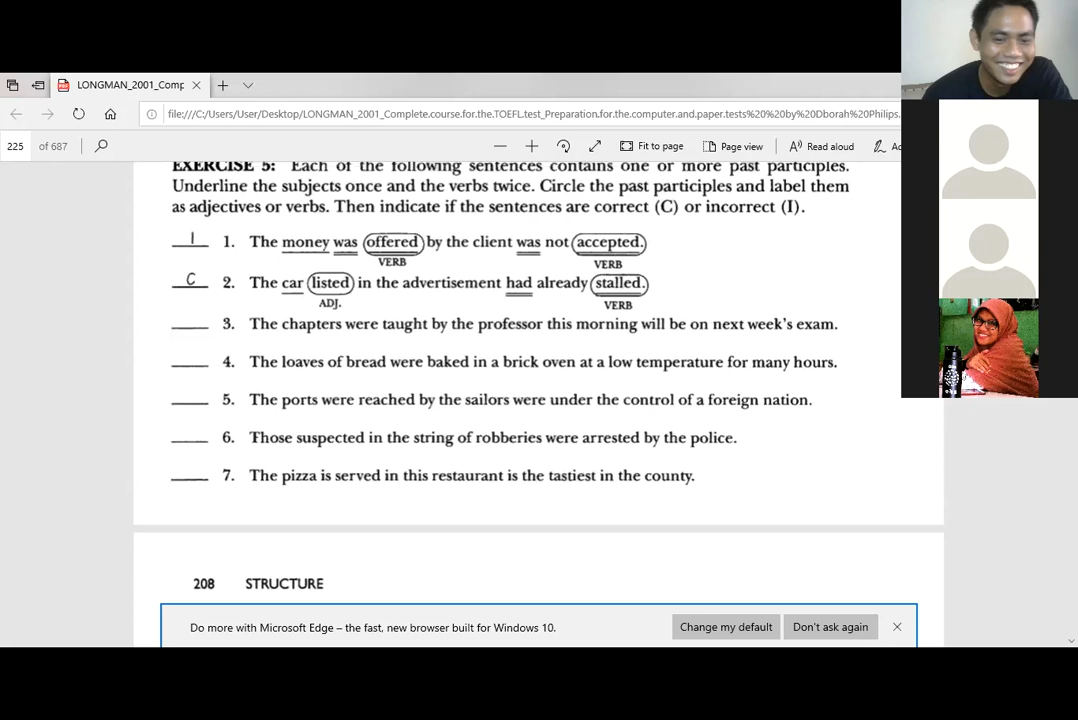 LONGMAN_2001_Comp
file:///C:/Users/User/Desktop/LONGMAN_2001_Complete.course.for.the.TOEFL.test_Preparation.for.the.computer.and.paper.tests%20%20by%20Dborah%20Philips.
225 of 687 Fit to page Page view Read aloud
EXERCISE 5: Each of the following sentences contains one or more past participles.
Underline the subjects once and the verbs twice. Circle the past participles and label them
as adjectives or verbs. Then indicate if the sentences are correct (C) or incorrect (I).
I 1. The money was offered by the client was not accepted.
VERB VERB
C 2. The car listed in the advertisement had already stalled.
ADJ. VERB
3. The chapters were taught by the professor this morning will be on next week's exam.
4. The loaves of bread were baked in a brick oven at a low temperature for many hours.
5. The ports were reached by the sailors were under the control of a foreign nation.
6. Those suspected in the string of robberies were arrested by the police.
7. The pizza is served in this restaurant is the tastiest in the county.
208 STRUCTURE
Do more with Microsoft Edge – the fast, new browser built for Windows 10. Change my default Don't ask again